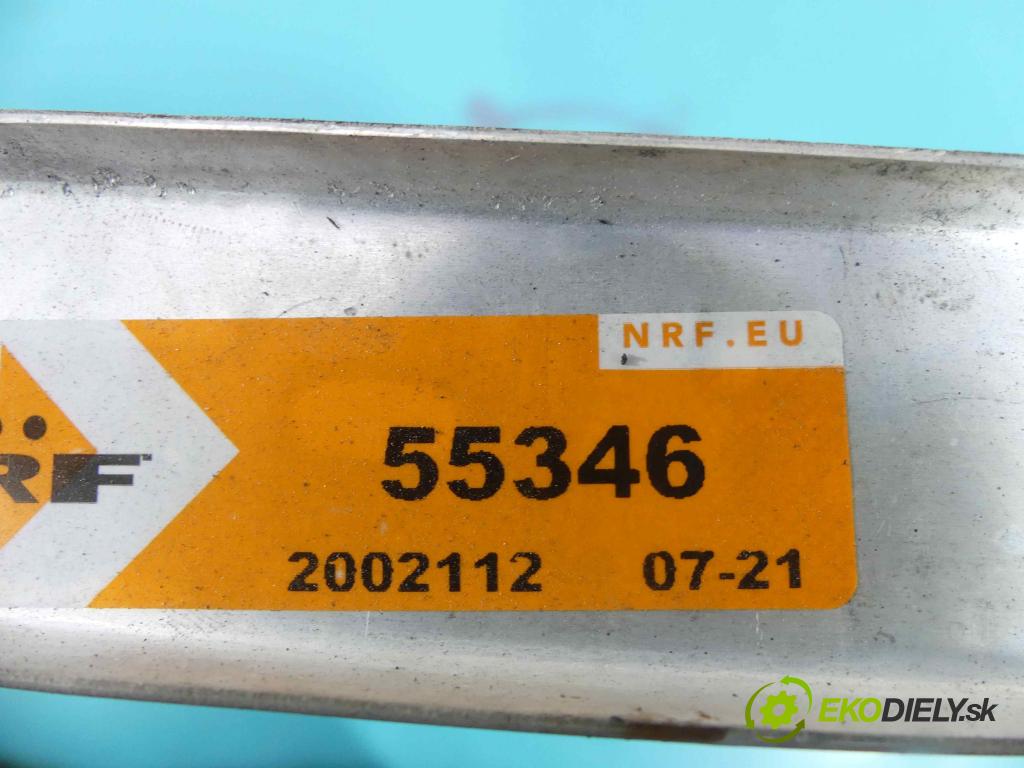 NRF.EU
55346
RF
2002112 07-21
EKODIELY.sk